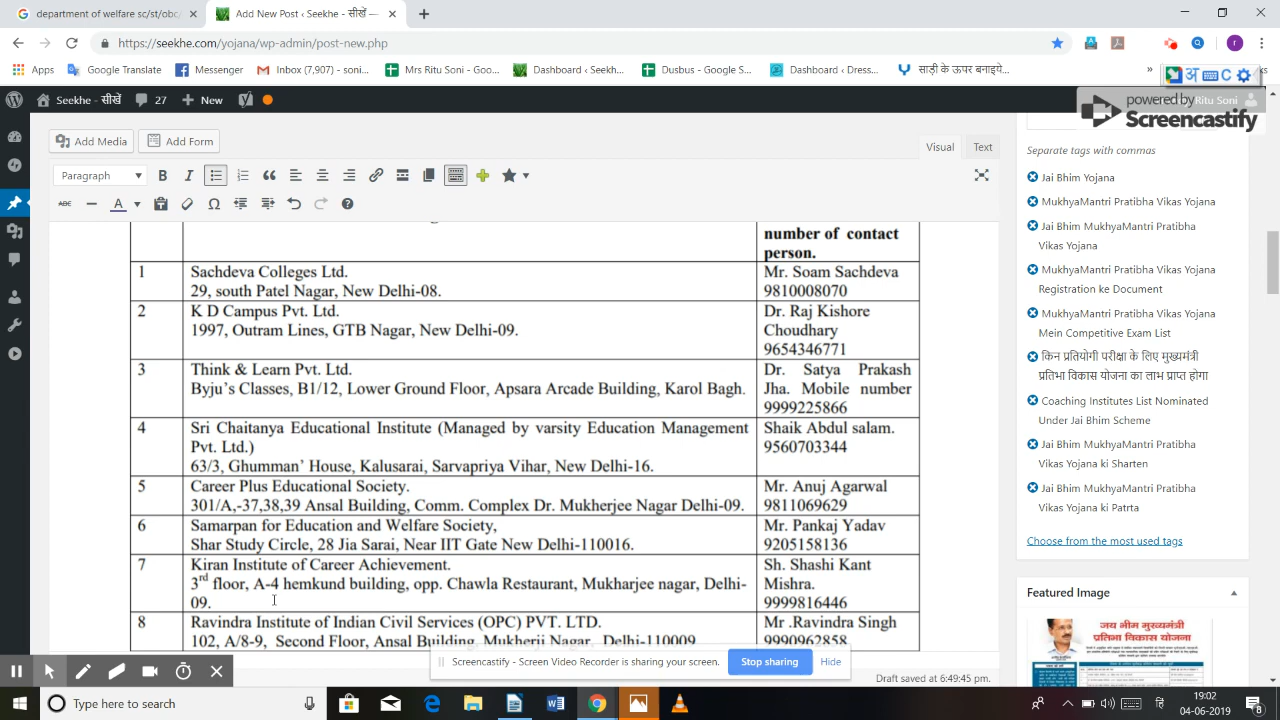 department of welfare sc/st/obc
Add New Post ‹ Seekhe - सीखें —
https://seekhe.com/yojana/wp-admin/post-new.php
Apps
Google Translate
Messenger
Inbox (7,907) - soni...
Mrs Ritu Soni -
Dashboard ‹ Seekh...
Dusbus - Google S...
Dashboard ‹ Dress...
साड़ी के ऊपर बनाइपे...
»
अ
C
Seekhe - सीखें
27
New
powered by
Ritu Soni
Screencastify
Add Media
Add Form
Visual
Text
Paragraph
B
I
ABC
A
number of contact
person.
1
Sachdeva Colleges Ltd.
29, south Patel Nagar, New Delhi-08.
Mr. Soam Sachdeva
9810008070
2
K D Campus Pvt. Ltd.
1997, Outram Lines, GTB Nagar, New Delhi-09.
Dr. Raj Kishore
Choudhary
9654346771
3
Think & Learn Pvt. Ltd.
Byju's Classes, B1/12, Lower Ground Floor, Apsara Arcade Building, Karol Bagh.
Dr. Satya Prakash
Jha. Mobile number
9999225866
4
Sri Chaitanya Educational Institute (Managed by varsity Education Management
Pvt. Ltd.)
63/3, Ghumman' House, Kalusarai, Sarvapriya Vihar, New Delhi-16.
Shaik Abdul salam.
9560703344
5
Career Plus Educational Society.
301/A,-37,38,39 Ansal building, Comm. Complex Dr. Mukherjee Nagar Delhi-09.
Mr. Anuj Agarwal
9811069629
6
Samarpan for Education and Welfare Society,
Shar Study Circle, 28 Jia Sarai, Near IIT Gate New Delhi-110016.
Mr. Pankaj Yadav
9205158136
7
Kiran Institute of Career Achievement.
3rd floor, A-4 hemkund building, opp. Chawla Restaurant, Mukharjee nagar, Delhi-
09.
Sh. Shashi Kant
Mishra.
9999816446
8
Ravindra Institute of Indian Civil Services (OPC) PVT. LTD.
102, A/8-9, Second Floor, Ansal Building, Mukherji Nagar, Delhi-110009
Mr .Ravindra Singh
9990962858
Separate tags with commas
Jai Bhim Yojana
MukhyaMantri Pratibha Vikas Yojana
Jai Bhim MukhyaMantri Pratibha
Vikas Yojana
MukhyaMantri Pratibha Vikas Yojana
Registration ke Document
MukhyaMantri Pratibha Vikas Yojana
Mein Competitive Exam List
किन प्रतियोगी परीक्षा के लिए मुख्यमंत्री
प्रतिभा विकास योजना का लाभ प्राप्त होगा
Coaching Institutes List Nominated
Under Jai Bhim Scheme
Jai Bhim MukhyaMantri Pratibha
Vikas Yojana ki Sharten
Jai Bhim MukhyaMantri Pratibha
Vikas Yojana ki Patrta
Choose from the most used tags
Featured Image
जय भीम मुख्यमंत्री
प्रतिभा विकास योजना
Stop sharing
Hide
Draft saved at 6:49:43 pm.
Type here to search
हि
19:02
04-06-2019
8